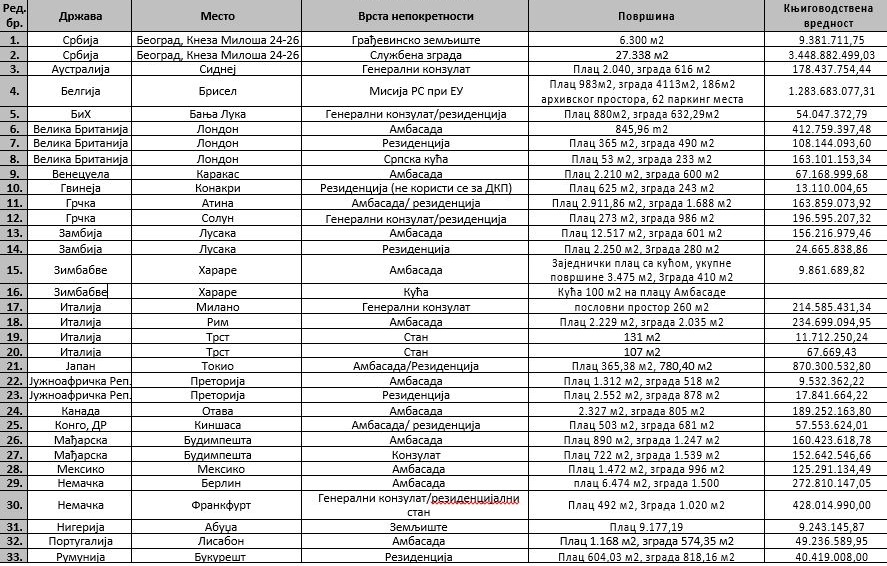 Ред. бр. Држава Место Врста непокретности Површина Књиговодствена вредност
1. Србија Београд, Кнеза Милоша 24-26 Грађевинско земљиште 6.300 м2 9.381.711,75
2. Србија Београд, Кнеза Милоша 24-26 Службена зграда 27.338 м2 3.448.882.499,03
3. Аустралија Сиднеј Генерални конзулат Плац 2.040, зграда 616 м2 178.437.754,44
4. Белгија Брисел Мисија РС при ЕУ Плац 983м2, зграда 4113м2, 186м2 архивског простора, 62 паркинг места 1.283.683.077,31
5. БиХ Бања Лука Генерални конзулат/резиденција Плац 880м2, зграда 632,29м2 54.047.372,79
6. Велика Британија Лондон Амбасада 845,96 m2 412.759.397,48
7. Велика Британија Лондон Резиденција Плац 365 м2, зграда 490 м2 108.144.093,60
8. Велика Британија Лондон Српска кућа Плац 53 м2, зграда 233 м2 163.101.153,34
9. Венецуела Каракас Амбасада Плац 2.210 м2, зграда 600 м2 67.168.999,68
10. Гвинеја Конакри Резиденција (не користи се за ДКП) Плац 625 м2, зграда 243 м2 13.110.004,65
11. Грчка Атина Амбасада/ резиденција Плац 2.911,86 м2, зграда 1.688 м2 163.859.073,92
12. Грчка Солун Генерални конзулат/резиденција Плац 273 м2, зграда 986 м2 196.595.207,32
13. Замбија Лусака Амбасада Плац 12.517 м2, зграда 601 м2 156.216.979,46
14. Замбија Лусака Резиденција Плац 2.250 м2, Зграда 280 м2 24.665.838,86
15. Зимбабве Хараре Амбасада Заједнички плац са кућом, укупне површине 3.475 м2, Зграда 410 м2 9.861.689,82
16. Зимбабве Хараре Кућа Кућа 100 м2 на плацу Амбасаде
17. Италија Милано Генерални конзулат пословни простор 260 м2 214.585.431,34
18. Италија Рим Амбасада Плац 2.229 м2, зграда 2.035 м2 234.699.094,95
19. Италија Трст Стан 131 м2 11.712.250,24
20. Италија Трст Стан 107 м2 67.669,43
21. Јапан Токио Амбасада/Резиденција Плац 365,38 м2, 780,40 м2 870.300.532,80
22. Јужноафричка Реп. Преторија Амбасада Плац 1.312 м2, зграда 518 м2 9.532.362,22
23. Јужноафричка Реп. Преторија Резиденција Плац 2.552 м2, зграда 878 м2 17.841.664,22
24. Канада Отава Амбасада 2.327 м2, зграда 805 м2 189.252.163,80
25. Конго, ДР Киншаса Амбасада/ резиденција Плац 503 м2, зграда 681 м2 57.553.624,01
26. Мађарска Будимпешта Амбасада Плац 890 м2, зграда 1.247 м2 160.423.618,78
27. Мађарска Будимпешта Конзулат Плац 722 м2, зграда 1.539 м2 152.642.546,66
28. Мексико Мексико Амбасада Плац 1.472 м2, зграда 996 м2 125.291.134,49
29. Немачка Берлин Амбасада плац 6.474 м2, зграда 1.500 272.810.147,05
30. Немачка Франкфурт Генерални конзулат/резиденцијални стан Плац 492 м2, Зграда 1.020 м2 428.014.990,00
31. Нигерија Абуџа Земљиште Плац 9.177,19 9.243.145,87
32. Португалија Лисабон Амбасада Плац 1.168 м2, зграда 574,35 м2 49.236.589,95
33. Румунија Букурешт Резиденција Плац 604,03 м2, зграда 818,16 м2 40.419.008,00